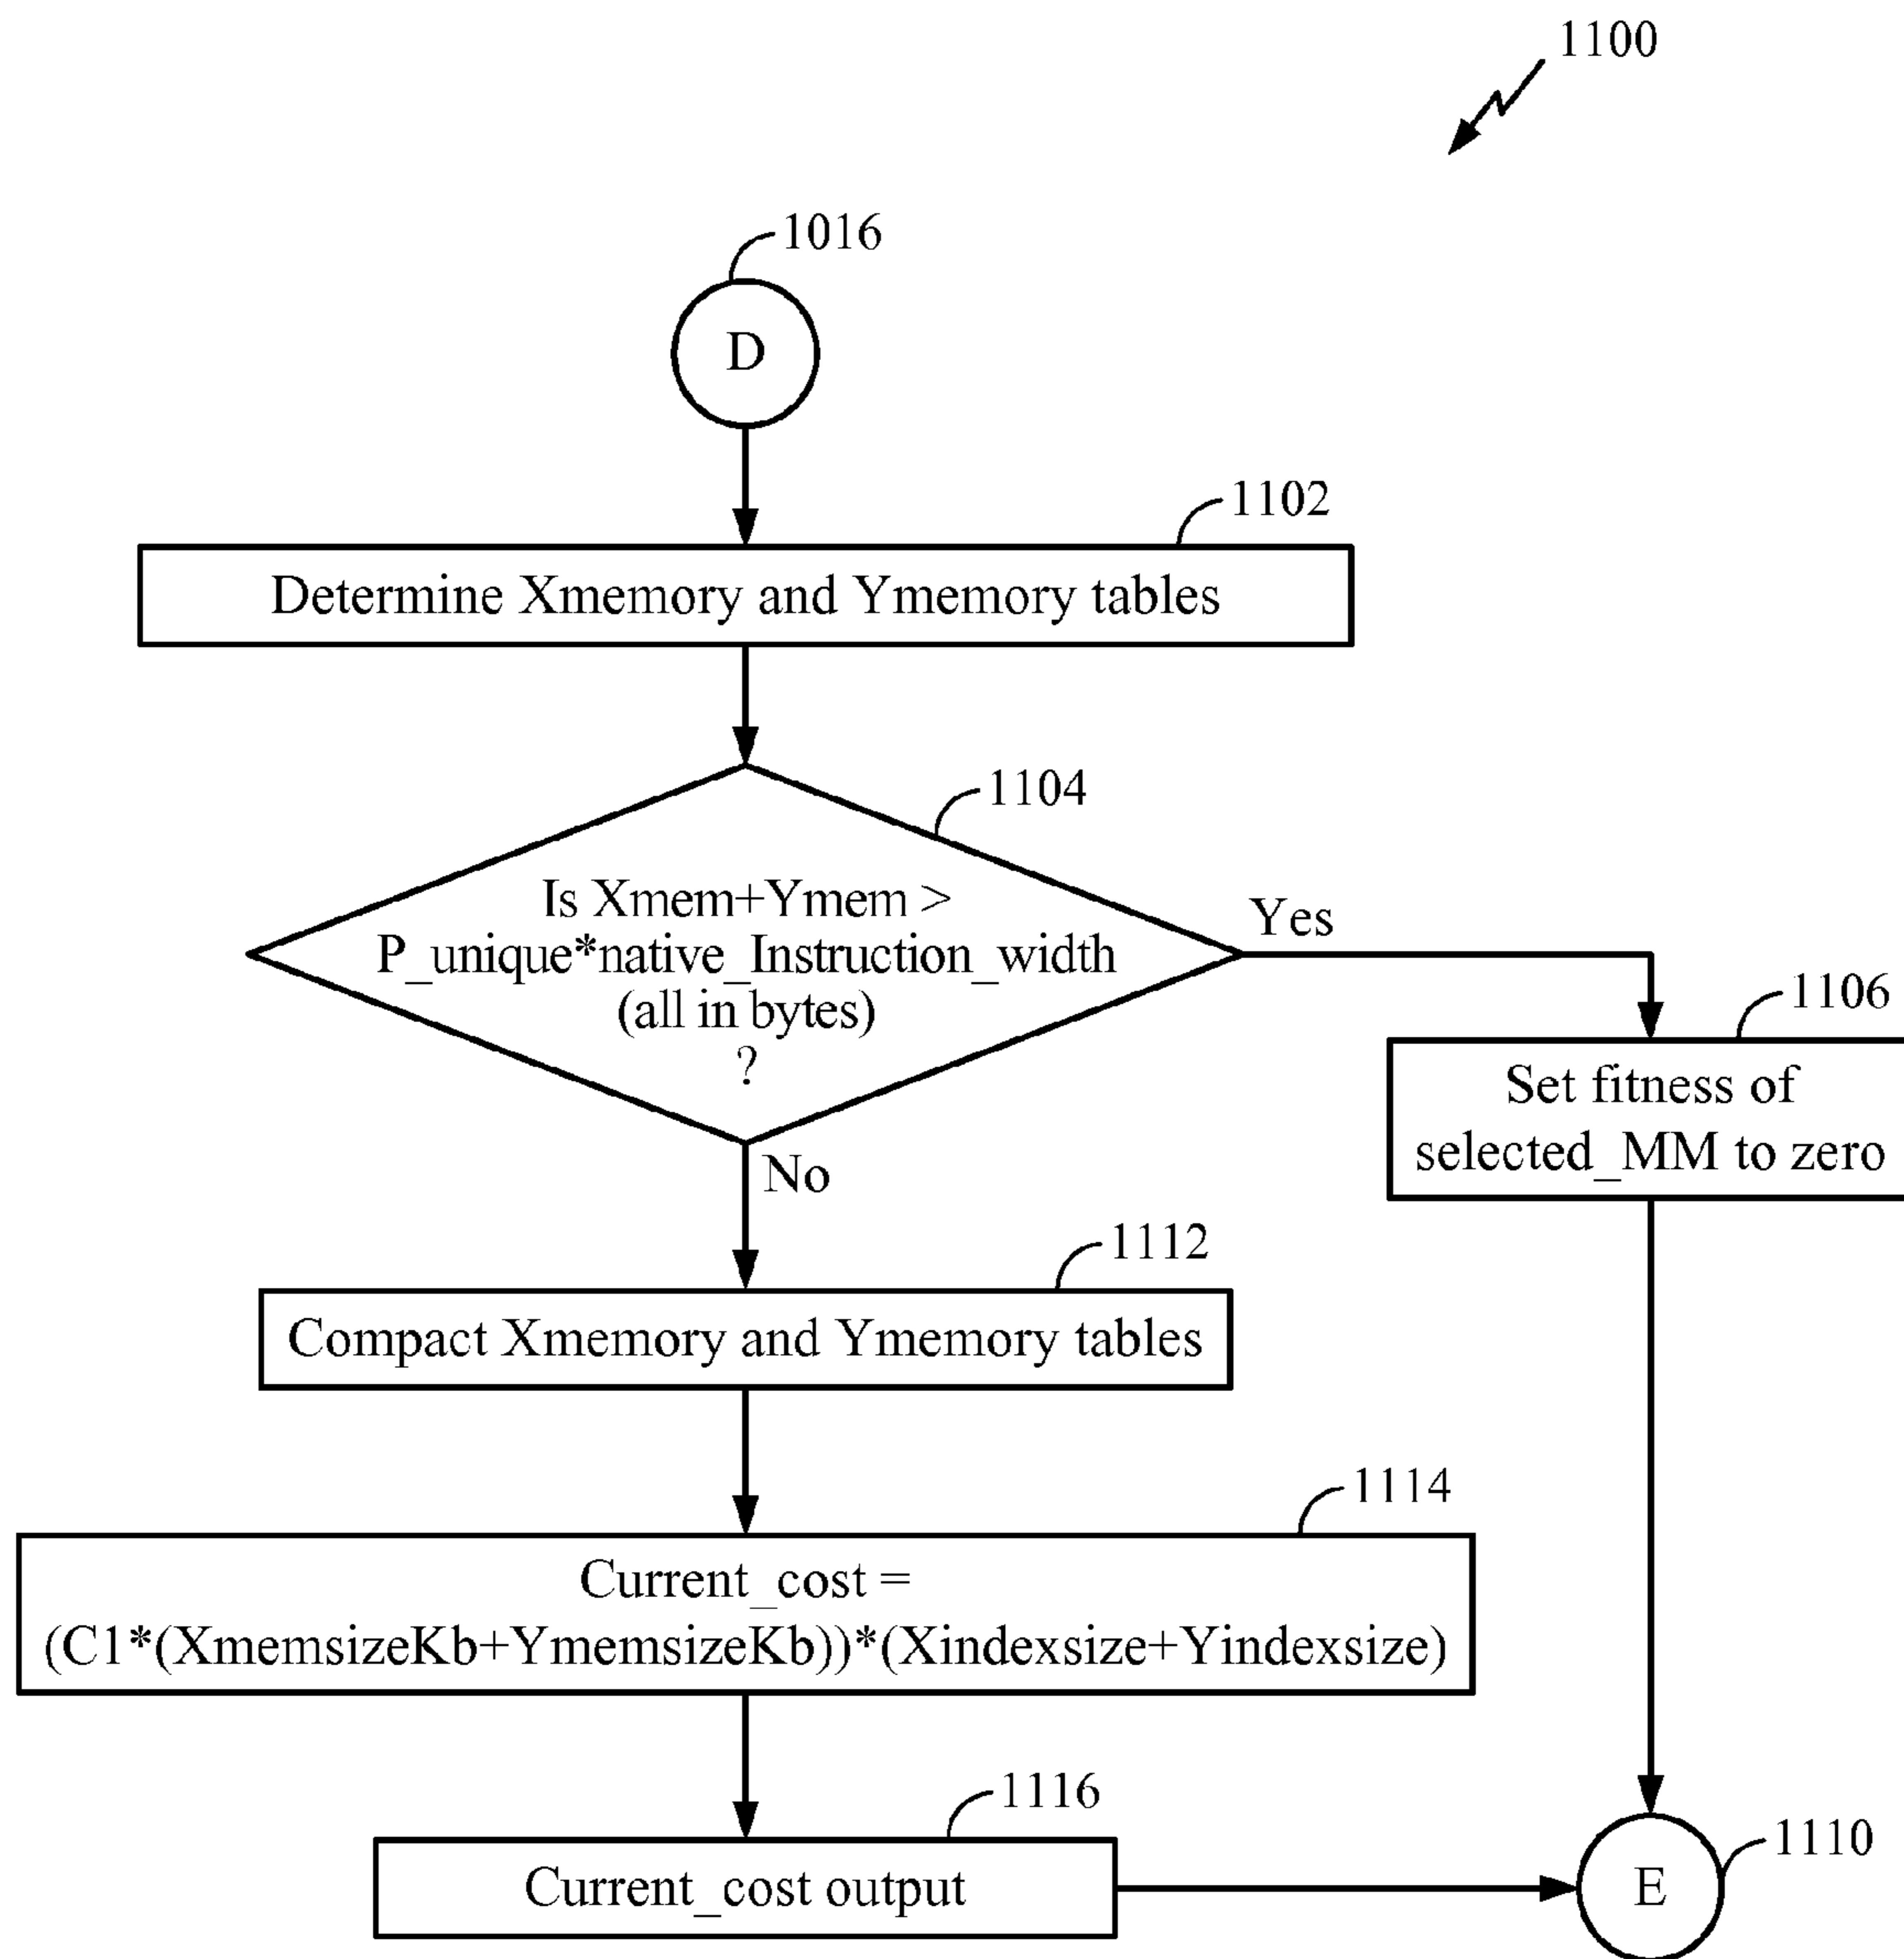 1100
1016
D
1102
Determine Xmemory and Ymemory tables
1104
Is Xmem+Ymem >
P_unique*native_Instruction_width
(all in bytes)
?
Yes
No
1106
Set fitness of
selected_MM to zero
1112
Compact Xmemory and Ymemory tables
1114
Current_cost =
(C1*(XmemsizeKb+YmemsizeKb))*(Xindexsize+Yindexsize)
1116
Current_cost output
1110
E